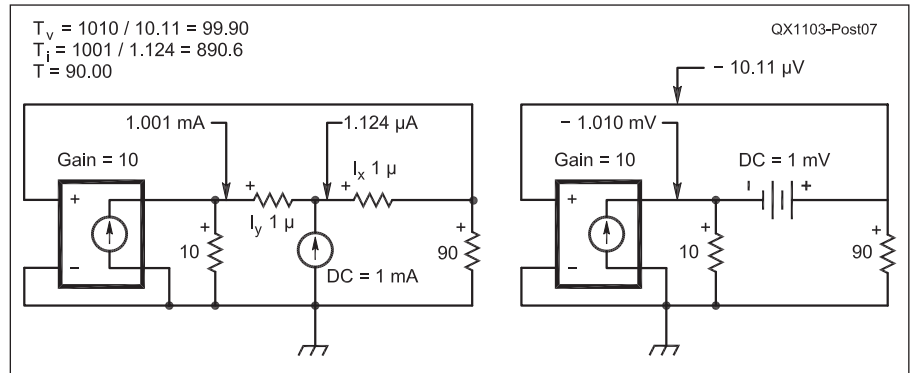 T_v = 1010 / 10.11 = 99.90
QX1103-Post07
T_i = 1001 / 1.124 = 890.6
T = 90.00
– 10.11 µV
1.001 mA
1.124 µA
– 1.010 mV
Gain = 10
I_x 1 µ
Gain = 10
DC = 1 mV
+
+
+
+
+
–
+
I_y 1 µ
+
+
+
10
90
10
90
–
DC = 1 mA
–